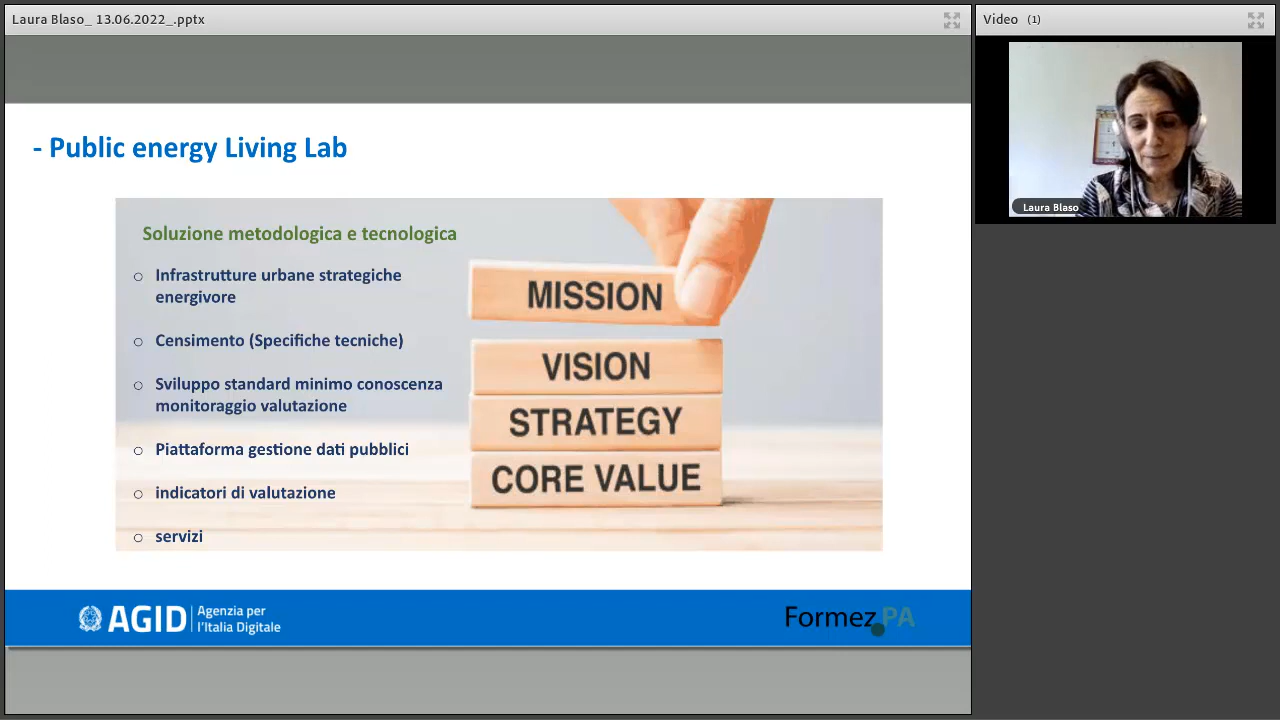 Laura Blaso_ 13.06.2022_.pptx
Video (1)
Laura Blaso
- Public energy Living Lab
Soluzione metodologica e tecnologica
○ Infrastrutture urbane strategiche
energivore
○ Censimento (Specifiche tecniche)
○ Sviluppo standard minimo conoscenza
monitoraggio valutazione
○ Piattaforma gestione dati pubblici
○ indicatori di valutazione
○ servizi
MISSION
VISION
STRATEGY
CORE VALUE
AGID
Agenzia per
l'Italia Digitale
Formez PA